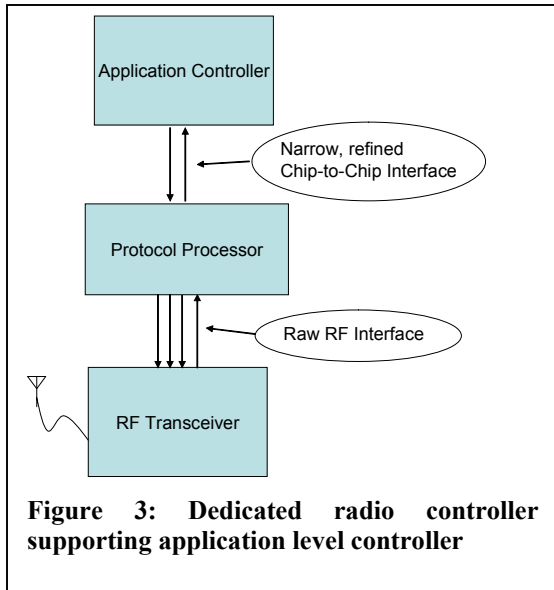 Application Controller
Narrow, refined
Chip-to-Chip Interface
Protocol Processor
Raw RF Interface
RF Transceiver
Figure 3: Dedicated radio controller
supporting application level controller